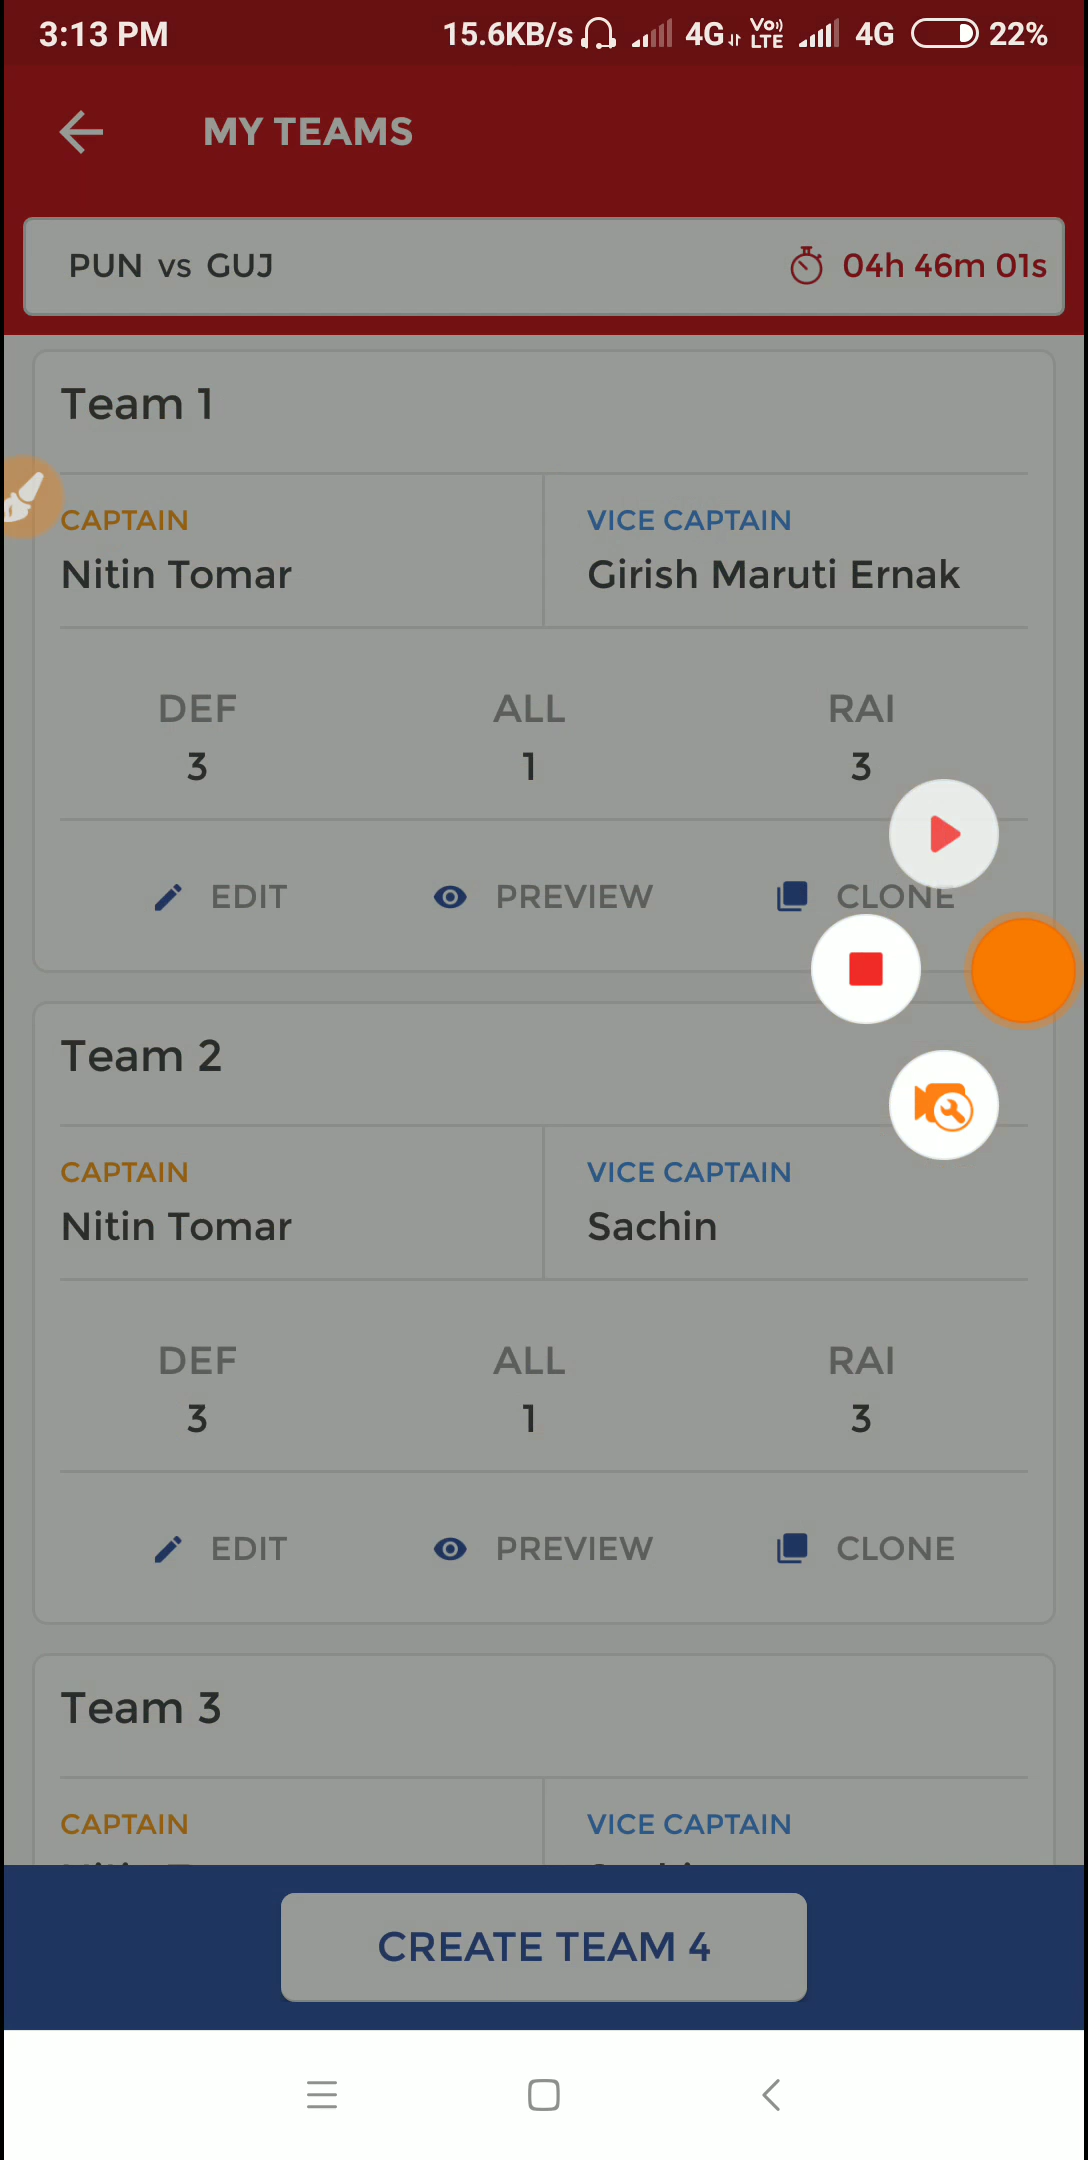 3:13 PM 15.6KB/s 4G VoLTE 4G 22%
MY TEAMS
PUN vs GUJ 04h 46m 01s
Team 1
CAPTAIN VICE CAPTAIN
Nitin Tomar Girish Maruti Ernak
DEF ALL RAI
3 1 3
EDIT PREVIEW CLONE
Team 2
CAPTAIN VICE CAPTAIN
Nitin Tomar Sachin
DEF ALL RAI
3 1 3
EDIT PREVIEW CLONE
Team 3
CAPTAIN VICE CAPTAIN
CREATE TEAM 4